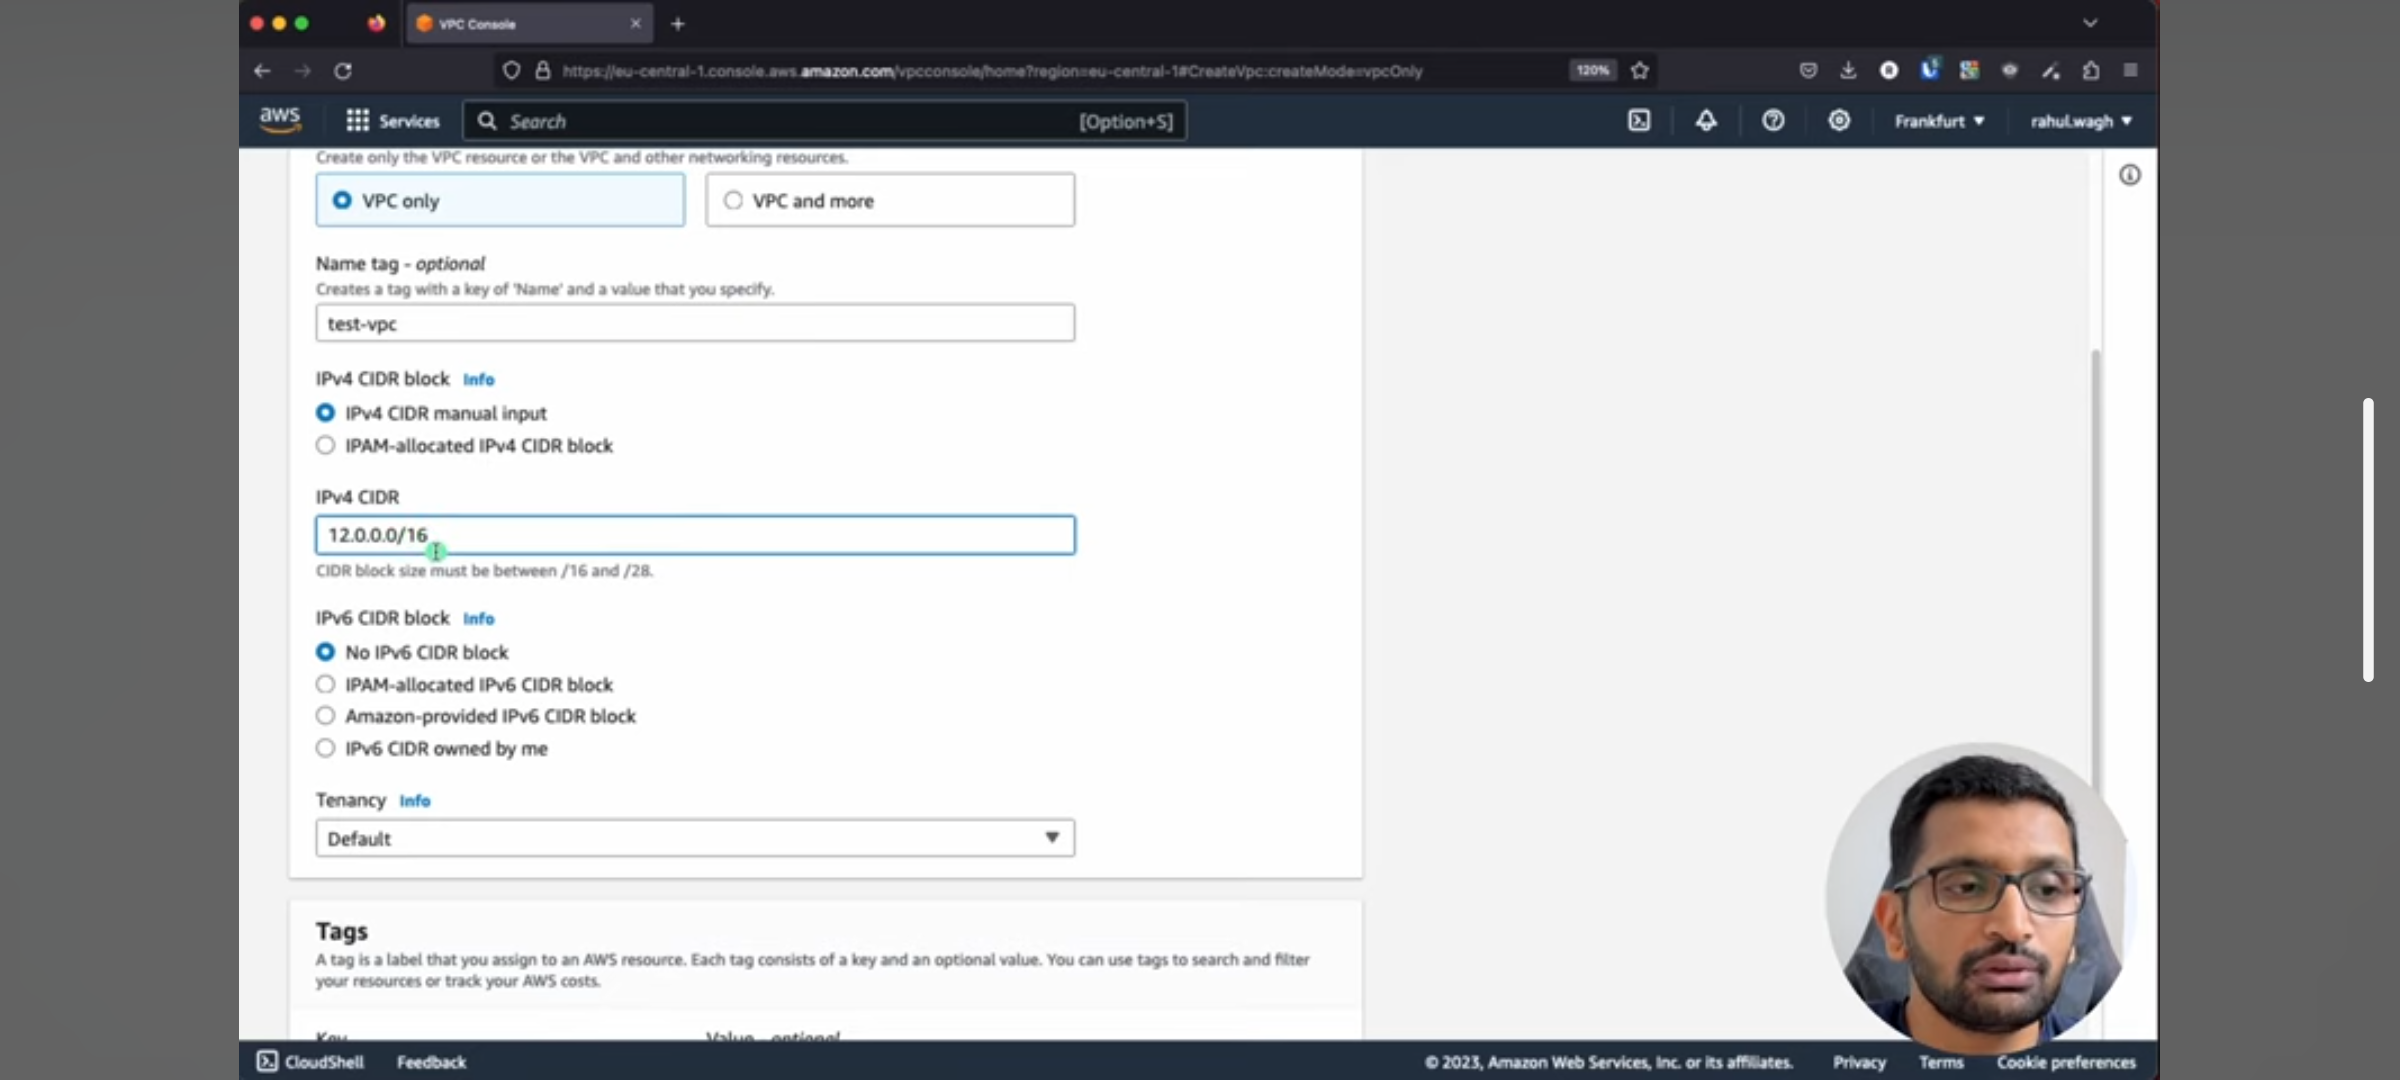 VPC Console
https://eu-central-1.console.aws.amazon.com/vpcconsole/home?region=eu-central-1#CreateVpc:createMode=vpcOnly
120%
aws
Services
Search
[Option+S]
Frankfurt
rahul.wagh
Create only the VPC resource or the VPC and other networking resources.
VPC only
VPC and more
Name tag - optional
Creates a tag with a key of 'Name' and a value that you specify.
test-vpc
IPv4 CIDR block Info
IPv4 CIDR manual input
IPAM-allocated IPv4 CIDR block
IPv4 CIDR
12.0.0.0/16
CIDR block size must be between /16 and /28.
IPv6 CIDR block Info
No IPv6 CIDR block
IPAM-allocated IPv6 CIDR block
Amazon-provided IPv6 CIDR block
IPv6 CIDR owned by me
Tenancy Info
Default
Tags
A tag is a label that you assign to an AWS resource. Each tag consists of a key and an optional value. You can use tags to search and filter
your resources or track your AWS costs.
Key
Value - optional
CloudShell
Feedback
© 2023, Amazon Web Services, Inc. or its affiliates.
Privacy
Terms
Cookie preferences